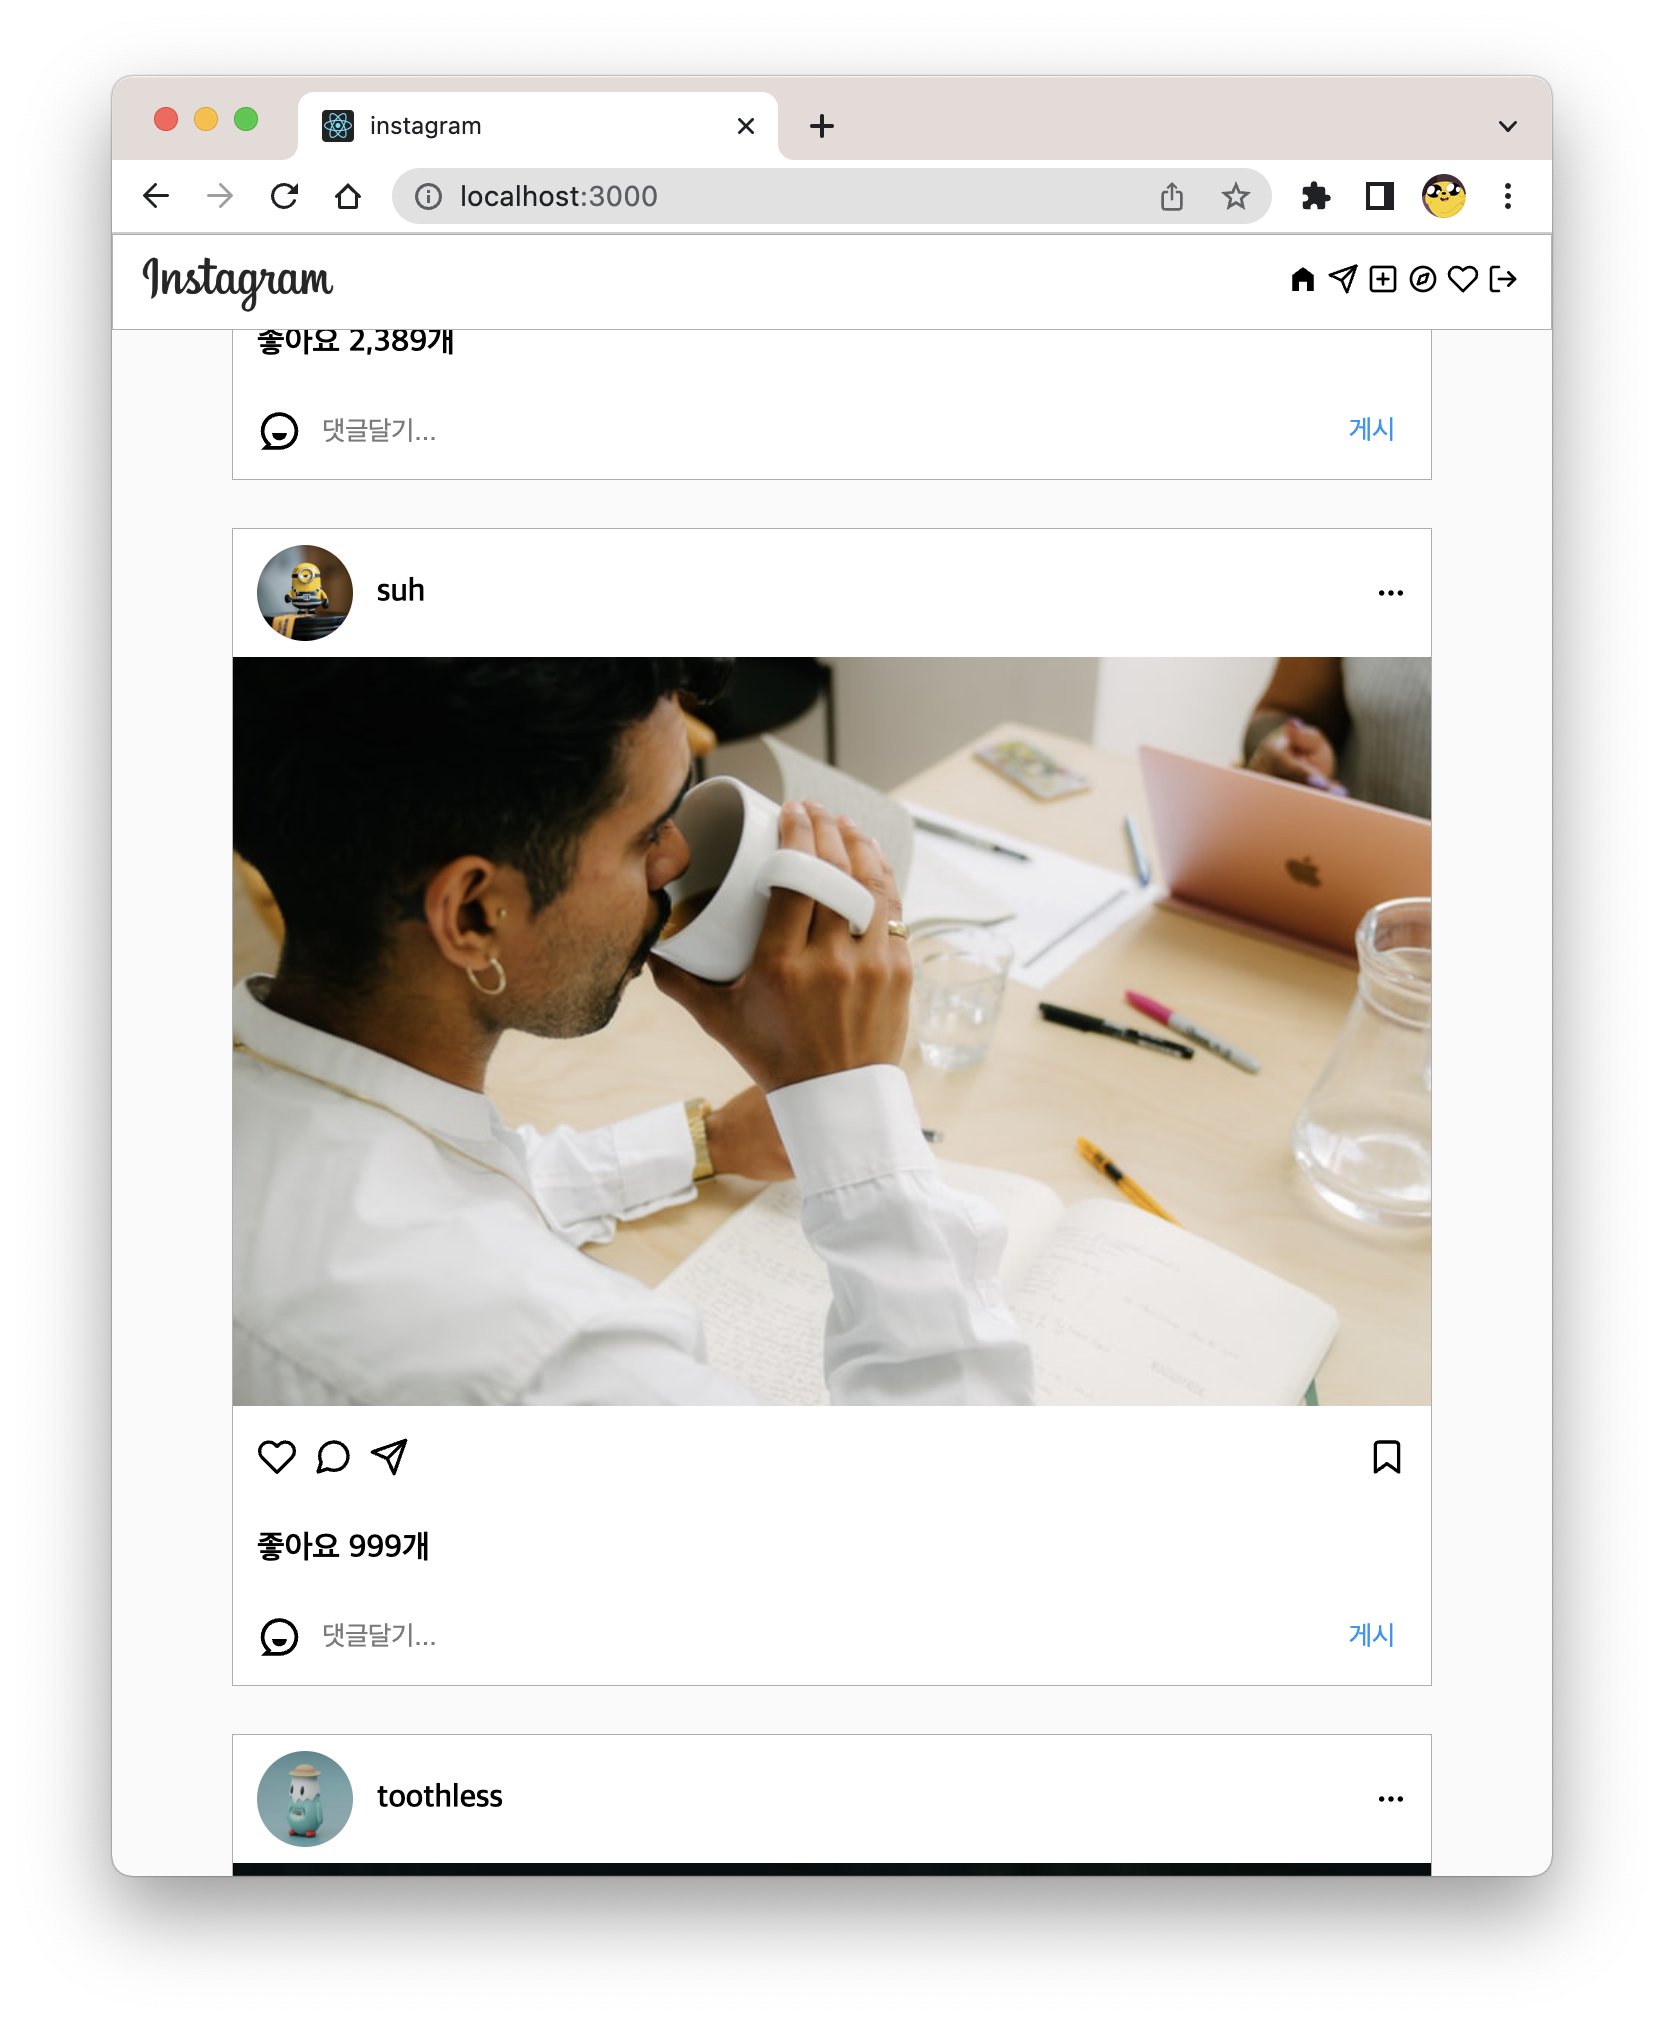 instagram
localhost:3000
Instagram
좋아요 2,389개
댓글달기...
게시
suh
좋아요 999개
댓글달기...
게시
toothless